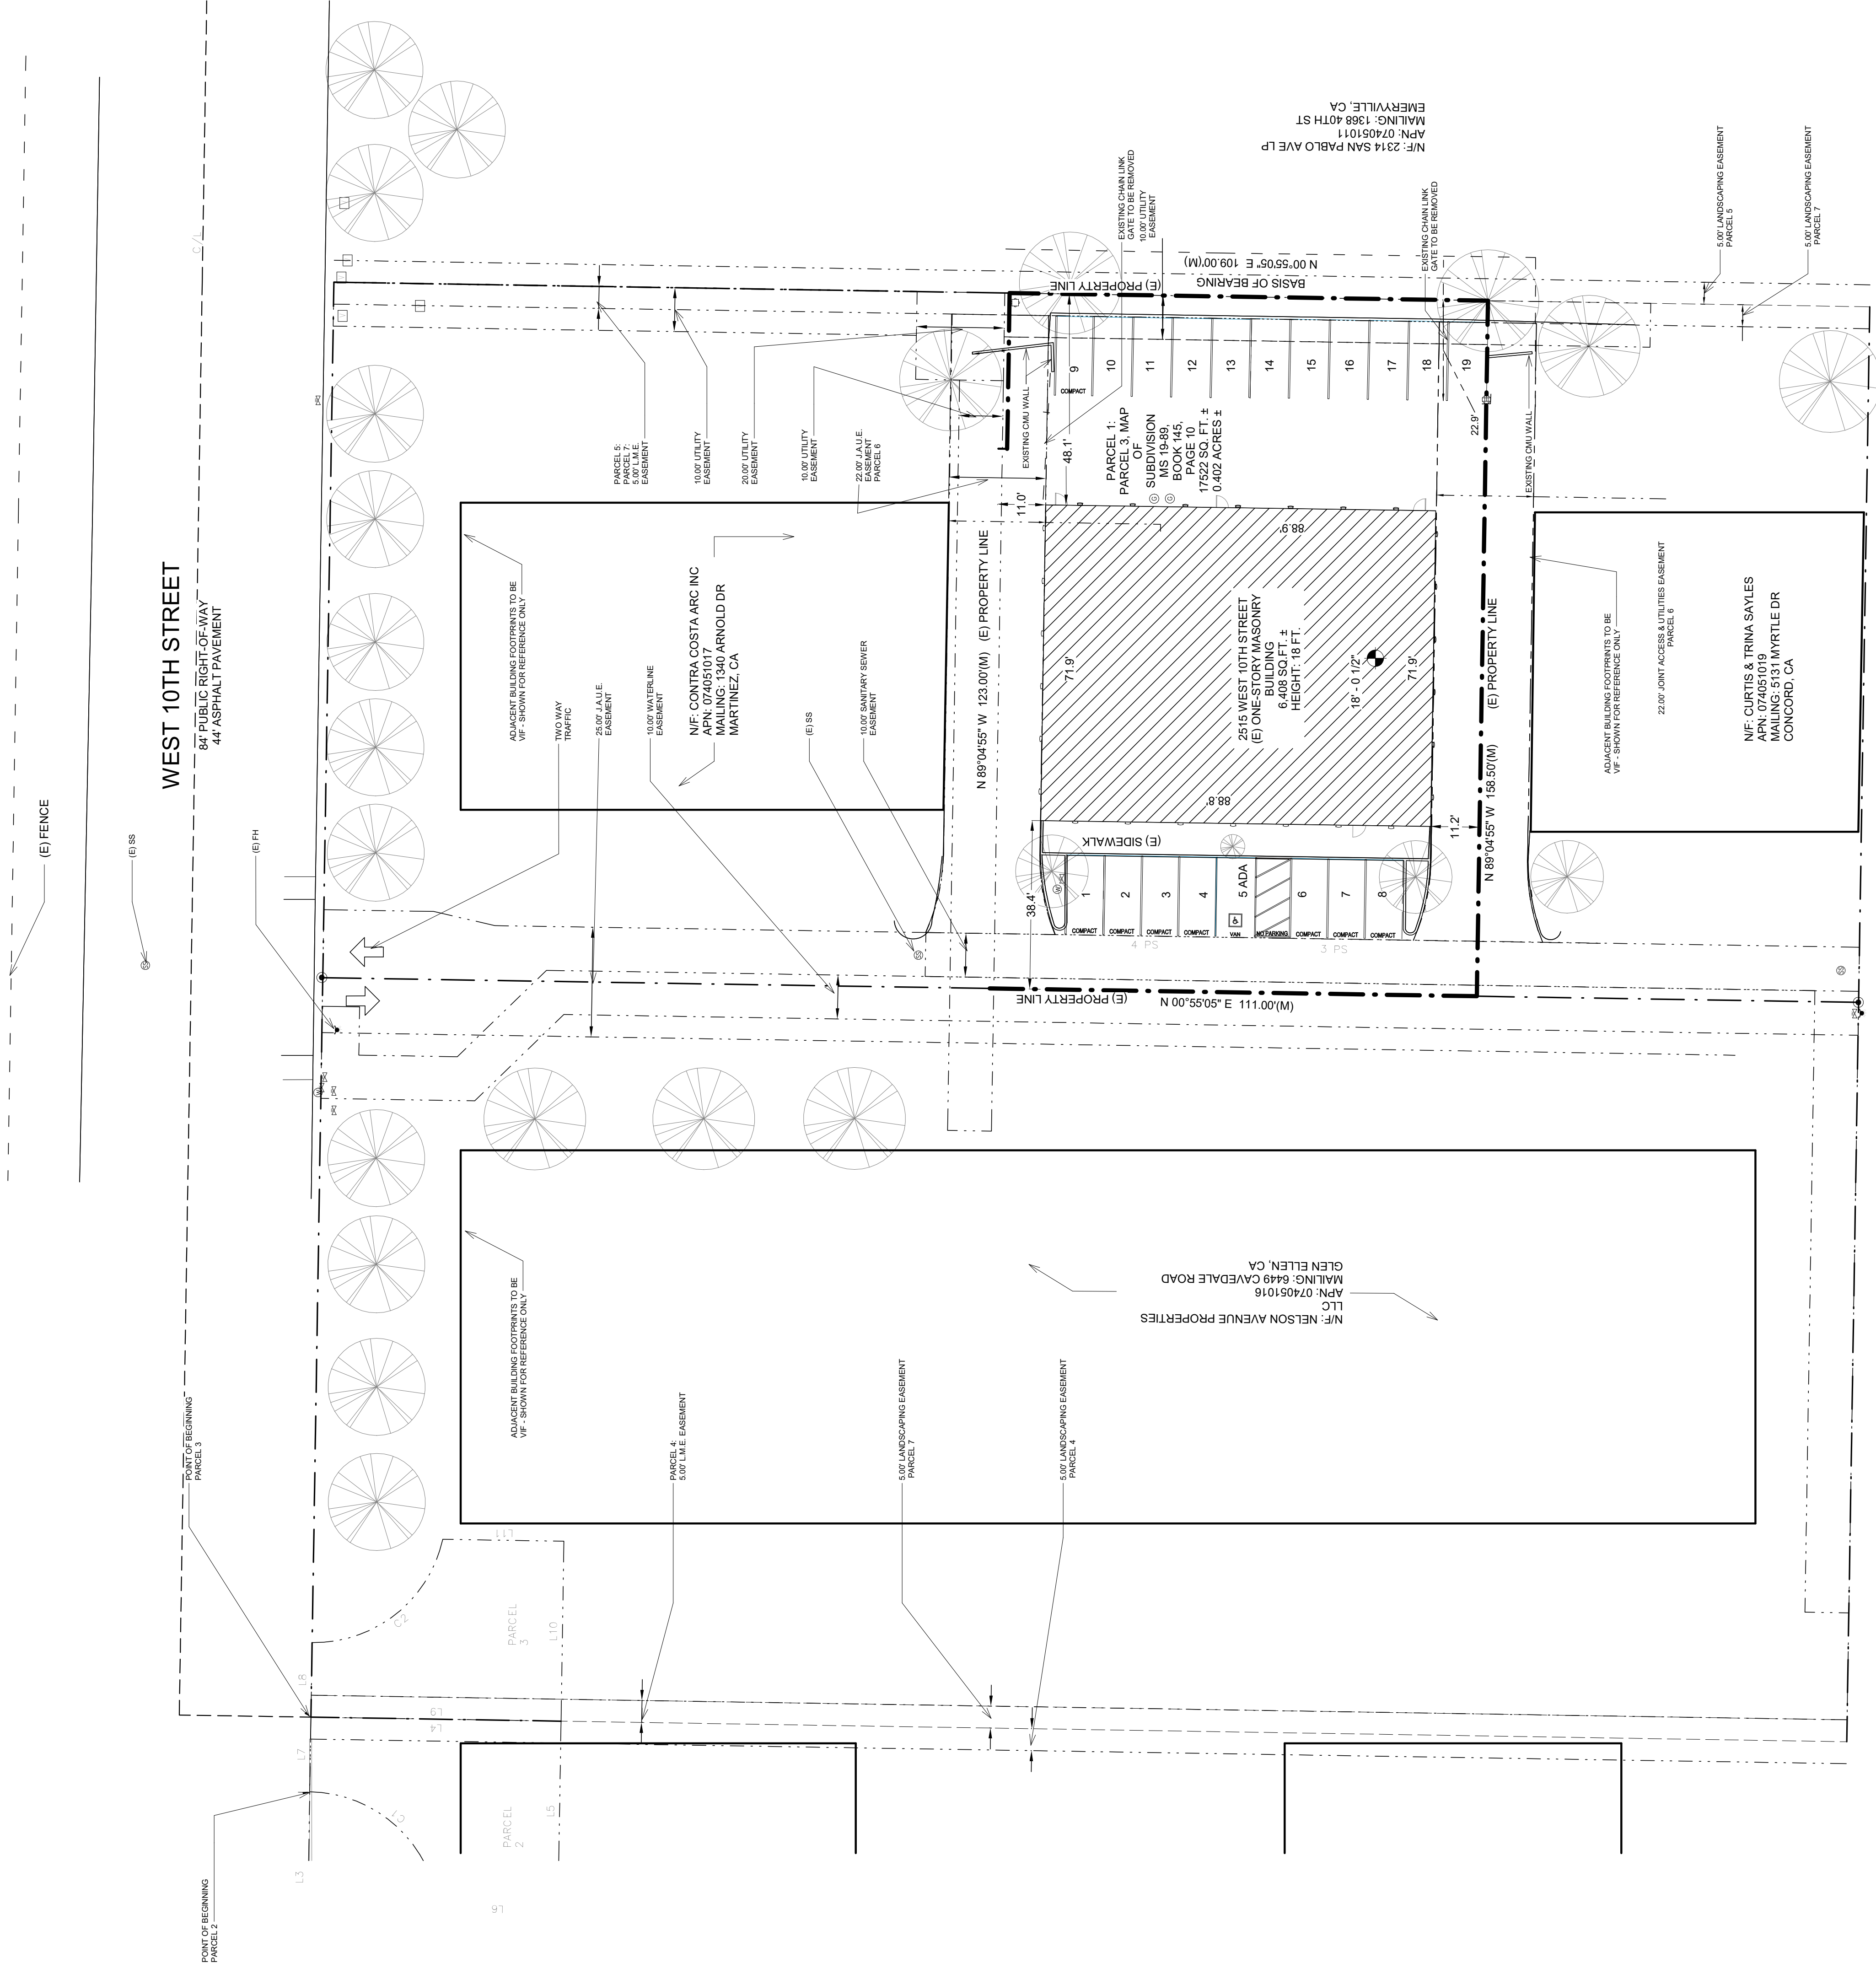 (E) FENCE
WEST 10TH STREET
84' PUBLIC RIGHT-OF-WAY
44' ASPHALT PAVEMENT
C/L
(E) SS
(E) FH
POINT OF BEGINNING
PARCEL 3
POINT OF BEGINNING
PARCEL 2
L3
L7
L8
L4
L9
L5
L6
L10
L11
C1
C2
PARCEL
2
PARCEL
3
ADJACENT BUILDING FOOTPRINTS TO BE
VIF - SHOWN FOR REFERENCE ONLY
TWO WAY
TRAFFIC
25.00' J.A.U.E.
EASEMENT
10.00' WATERLINE
EASEMENT
N/F: CONTRA COSTA ARC INC
APN: 074051017
MAILING: 1340 ARNOLD DR
MARTINEZ, CA
(E) SS
10.00' SANITARY SEWER
EASEMENT
PARCEL 5:
PARCEL 7:
5.00' L.M.E.
EASEMENT
10.00' UTILITY
EASEMENT
20.00' UTILITY
EASEMENT
10.00' UTILITY
EASEMENT
22.00' J.A.U.E.
EASEMENT
PARCEL 6
N 89°04'55" W 123.00'(M) (E) PROPERTY LINE
11.0'
EXISTING CMU WALL
48.1'
(E) PROPERTY LINE
BASIS OF BEARING
N 00°55'05" E 109.00'(M)
EXISTING CHAIN LINK
GATE TO BE REMOVED
10.00' UTILITY
EASEMENT
N/F: 2314 SAN PABLO AVE LP
APN: 074051011
MAILING: 1368 40TH ST
EMERYVILLE, CA
EXISTING CHAIN LINK
GATE TO BE REMOVED
5.00' LANDSCAPING EASEMENT
PARCEL 5
5.00' LANDSCAPING EASEMENT
PARCEL 7
9
COMPACT
10
11
12
13
14
15
16
17
18
19
PARCEL 1:
PARCEL 3, MAP
OF
SUBDIVISION
MS 19-89,
BOOK 145,
PAGE 10
17522 SQ. FT. ±
0.402 ACRES ±
G
G
22.9'
EXISTING CMU WALL
88.9'
71.9'
2515 WEST 10TH STREET
(E) ONE-STORY MASONRY
BUILDING
6,408 SQ.FT. ±
HEIGHT: 18 FT.
18' - 0 1/2"
71.9'
88.8'
(E) SIDEWALK
38.4'
11.2'
1
COMPACT
2
COMPACT
3
COMPACT
4
COMPACT
5 ADA
VAN
NO PARKING
6
COMPACT
7
COMPACT
8
COMPACT
4 PS
3 PS
(E) PROPERTY LINE
N 00°55'05" E 111.00'(M)
N 89°04'55" W 158.50'(M) (E) PROPERTY LINE
ADJACENT BUILDING FOOTPRINTS TO BE
VIF - SHOWN FOR REFERENCE ONLY
22.00' JOINT ACCESS & UTILITIES EASEMENT
PARCEL 6
N/F: CURTIS & TRINA SAYLES
APN: 074051019
MAILING: 5131 MYRTLE DR
CONCORD, CA
ADJACENT BUILDING FOOTPRINTS TO BE
VIF - SHOWN FOR REFERENCE ONLY
PARCEL 4:
5.00' L.M.E. EASEMENT
5.00' LANDSCAPING EASEMENT
PARCEL 7
5.00' LANDSCAPING EASEMENT
PARCEL 4
N/F: NELSON AVENUE PROPERTIES
LLC
APN: 074051016
MAILING: 6449 CAVEDALE ROAD
GLEN ELLEN, CA